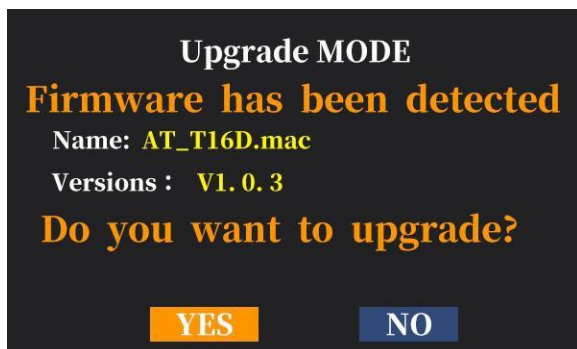 Upgrade MODE
Firmware has been detected
Name: AT_T16D.mac
Versions： V1.0.3
Do you want to upgrade?
YES NO